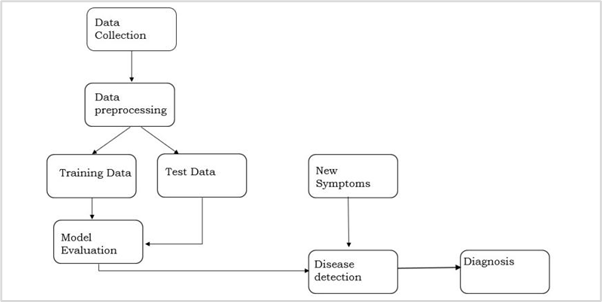 Data
Collection
Data
preprocessing
Training Data
Test Data
New
Symptoms
Model
Evaluation
Disease
detection
Diagnosis